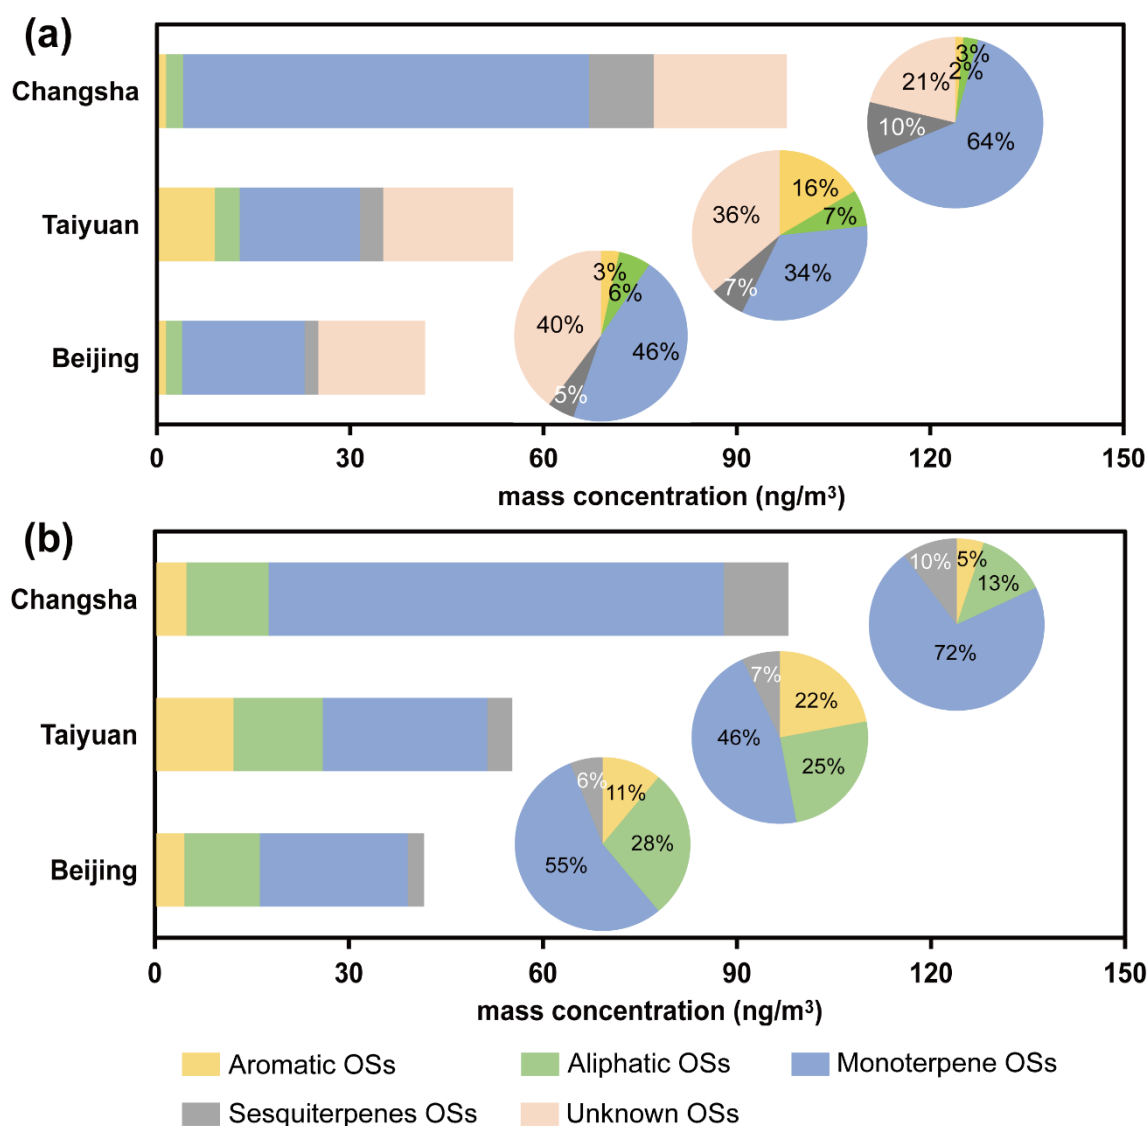 (a)
Changsha
3%
2%
21%
10%
64%
Taiyuan
16%
7%
36%
34%
7%
Beijing
3%
6%
40%
46%
5%
0 30 60 90 120 150
mass concentration (ng/m³)
(b)
Changsha
10%
5%
13%
72%
Taiyuan
7%
22%
46%
25%
Beijing
6%
11%
28%
55%
0 30 60 90 120 150
mass concentration (ng/m³)
Aromatic OSs Aliphatic OSs Monoterpene OSs
Sesquiterpenes OSs Unknown OSs